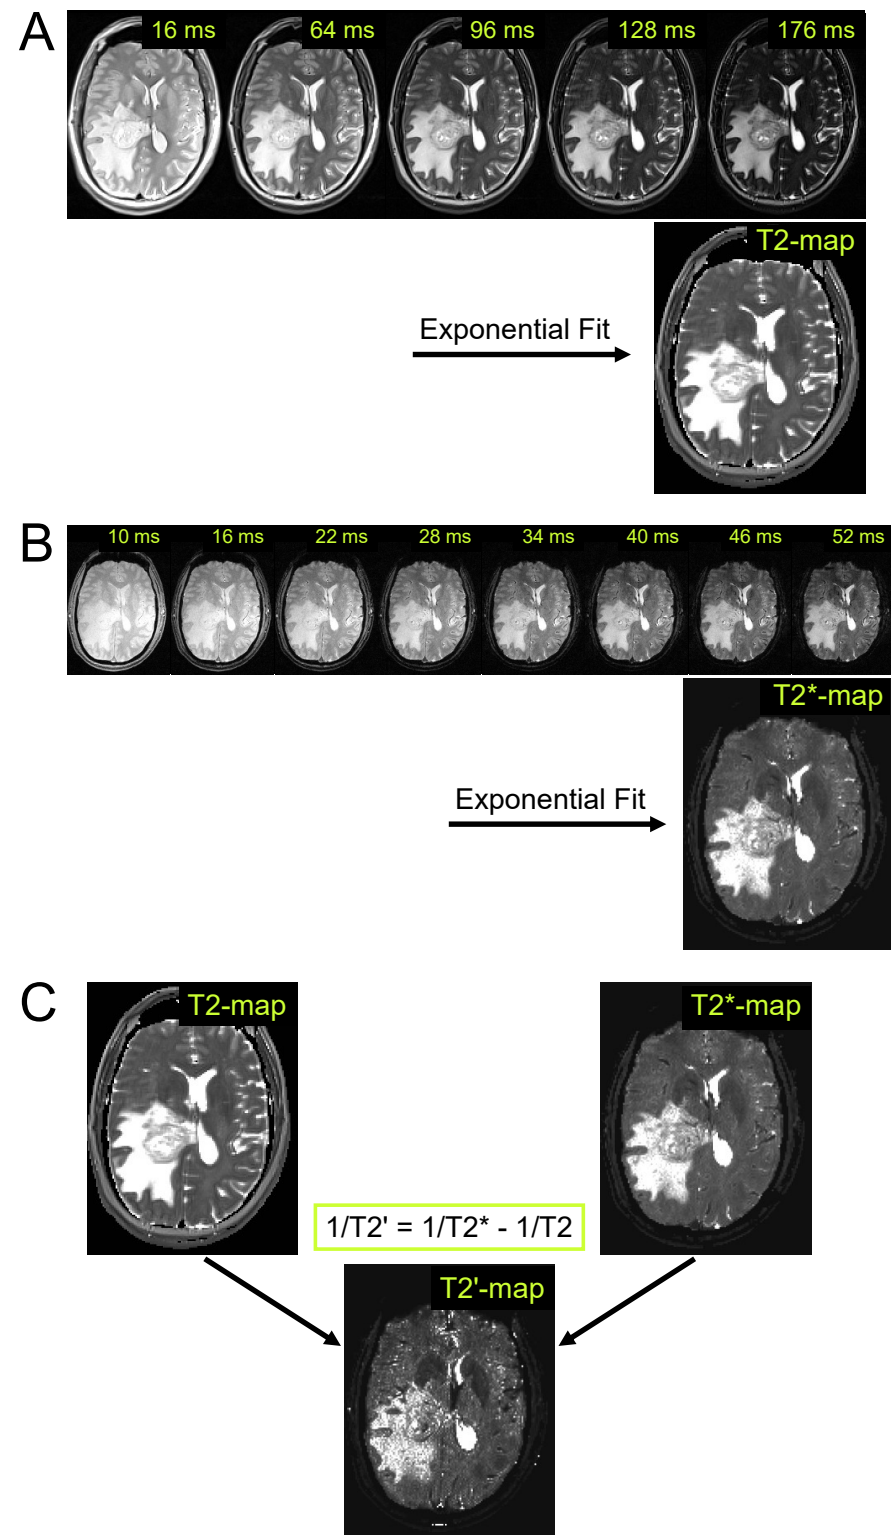 A
16 ms 64 ms 96 ms 128 ms 176 ms
T2-map
Exponential Fit
B
10 ms 16 ms 22 ms 28 ms 34 ms 40 ms 46 ms 52 ms
T2*-map
Exponential Fit
C
T2-map T2*-map
1/T2' = 1/T2* - 1/T2
T2'-map